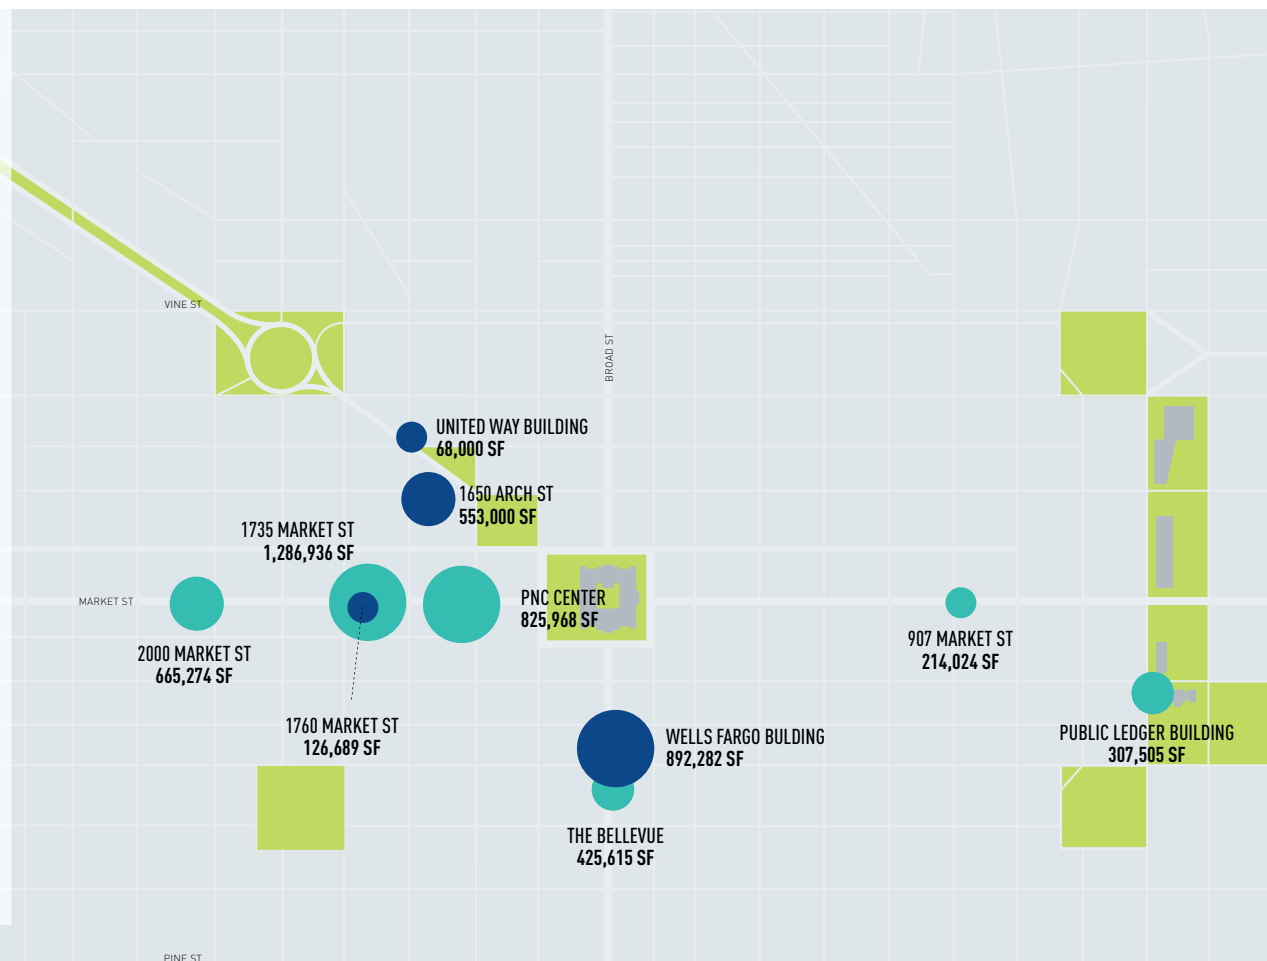 VINE ST
BROAD ST
UNITED WAY BUILDING
68,000 SF
1650 ARCH ST
553,000 SF
1735 MARKET ST
1,286,936 SF
MARKET ST
PNC CENTER
825,968 SF
2000 MARKET ST
665,274 SF
907 MARKET ST
214,024 SF
1760 MARKET ST
126,689 SF
WELLS FARGO BULDING
892,282 SF
PUBLIC LEDGER BUILDING
307,505 SF
THE BELLEVUE
425,615 SF
PINE ST